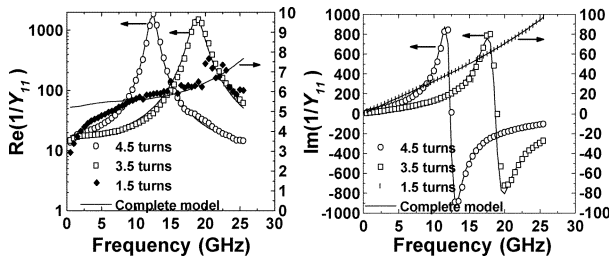 Re(1/Y11)
1000
100
10
1
10
9
8
7
6
5
4
3
2
1
0
4.5 turns
3.5 turns
1.5 turns
Complete model
0 5 10 15 20 25 30
Frequency (GHz)
Im(1/Y11)
1000
800
600
400
200
0
-200
-400
-600
-800
-1000
100
80
60
40
20
0
-20
-40
-60
-80
-100
4.5 turns
3.5 turns
1.5 turns
Complete model
0 5 10 15 20 25 30
Frequency (GHz)